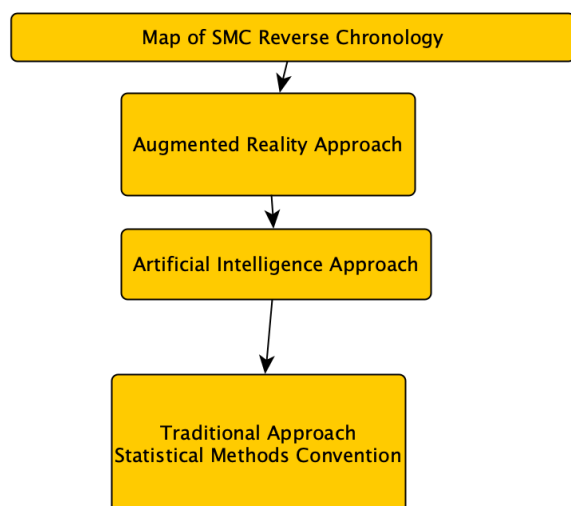 Map of SMC Reverse Chronology
Augmented Reality Approach
Artificial Intelligence Approach
Traditional Approach
Statistical Methods Convention